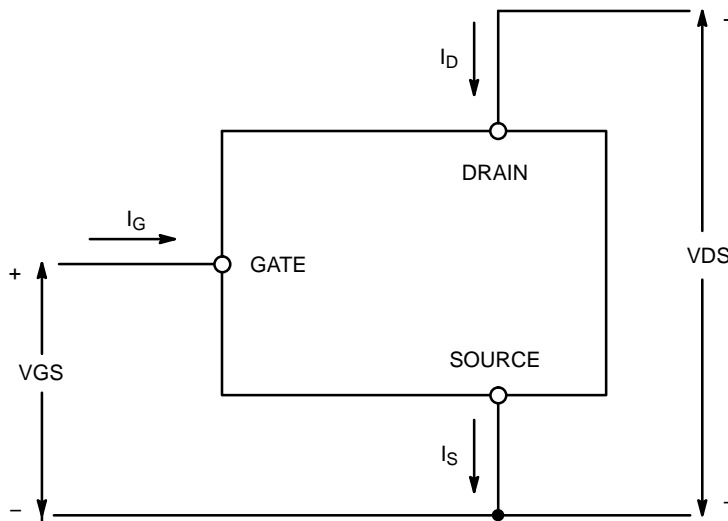 I_D
DRAIN
I_G
+
GATE
VDS
SOURCE
VGS
I_S
−